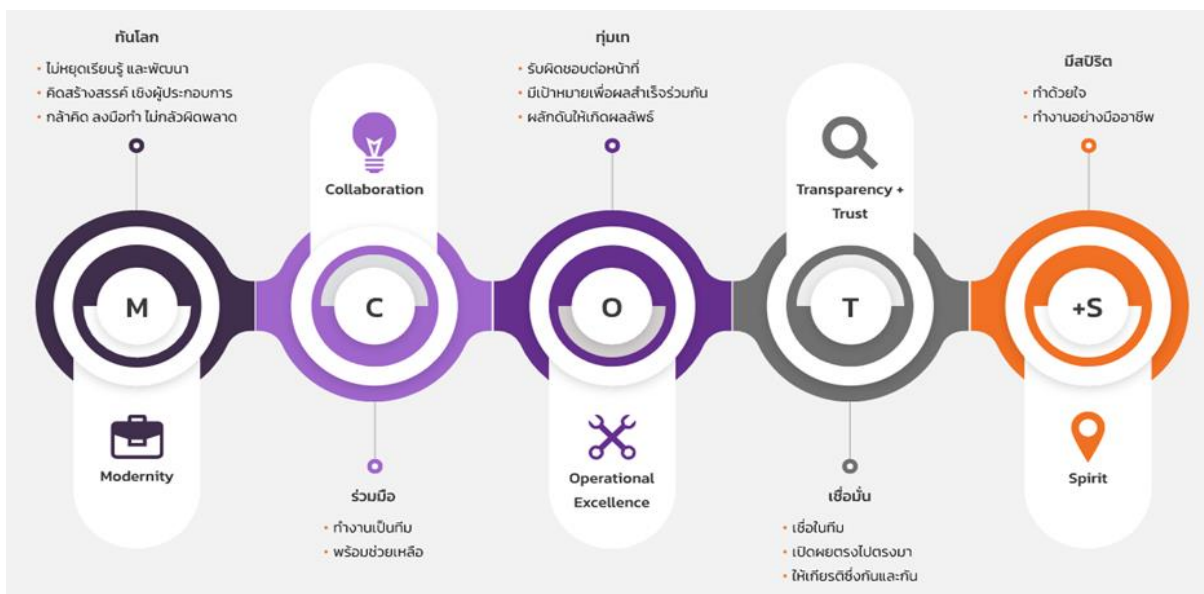 ทันโลก
• ไม่หยุดเรียนรู้ และพัฒนา
• คิดสร้างสรรค์ เชิงผู้ประกอบการ
• กล้าคิด ลงมือทำ ไม่กลัวผิดพลาด
M
Modernity
Collaboration
C
ร่วมมือ
• ทำงานเป็นทีม
• พร้อมช่วยเหลือ
ทุ่มเท
• รับผิดชอบต่อหน้าที่
• มีเป้าหมายเพื่อผลสำเร็จร่วมกัน
• ผลักดันให้เกิดผลลัพธ์
O
Operational
Excellence
Transparency +
Trust
T
เชื่อมั่น
• เชื่อในทีม
• เปิดเผยตรงไปตรงมา
• ให้เกียรติซึ่งกันและกัน
มีสปิริต
• ทำด้วยใจ
• ทำงานอย่างมืออาชีพ
+S
Spirit